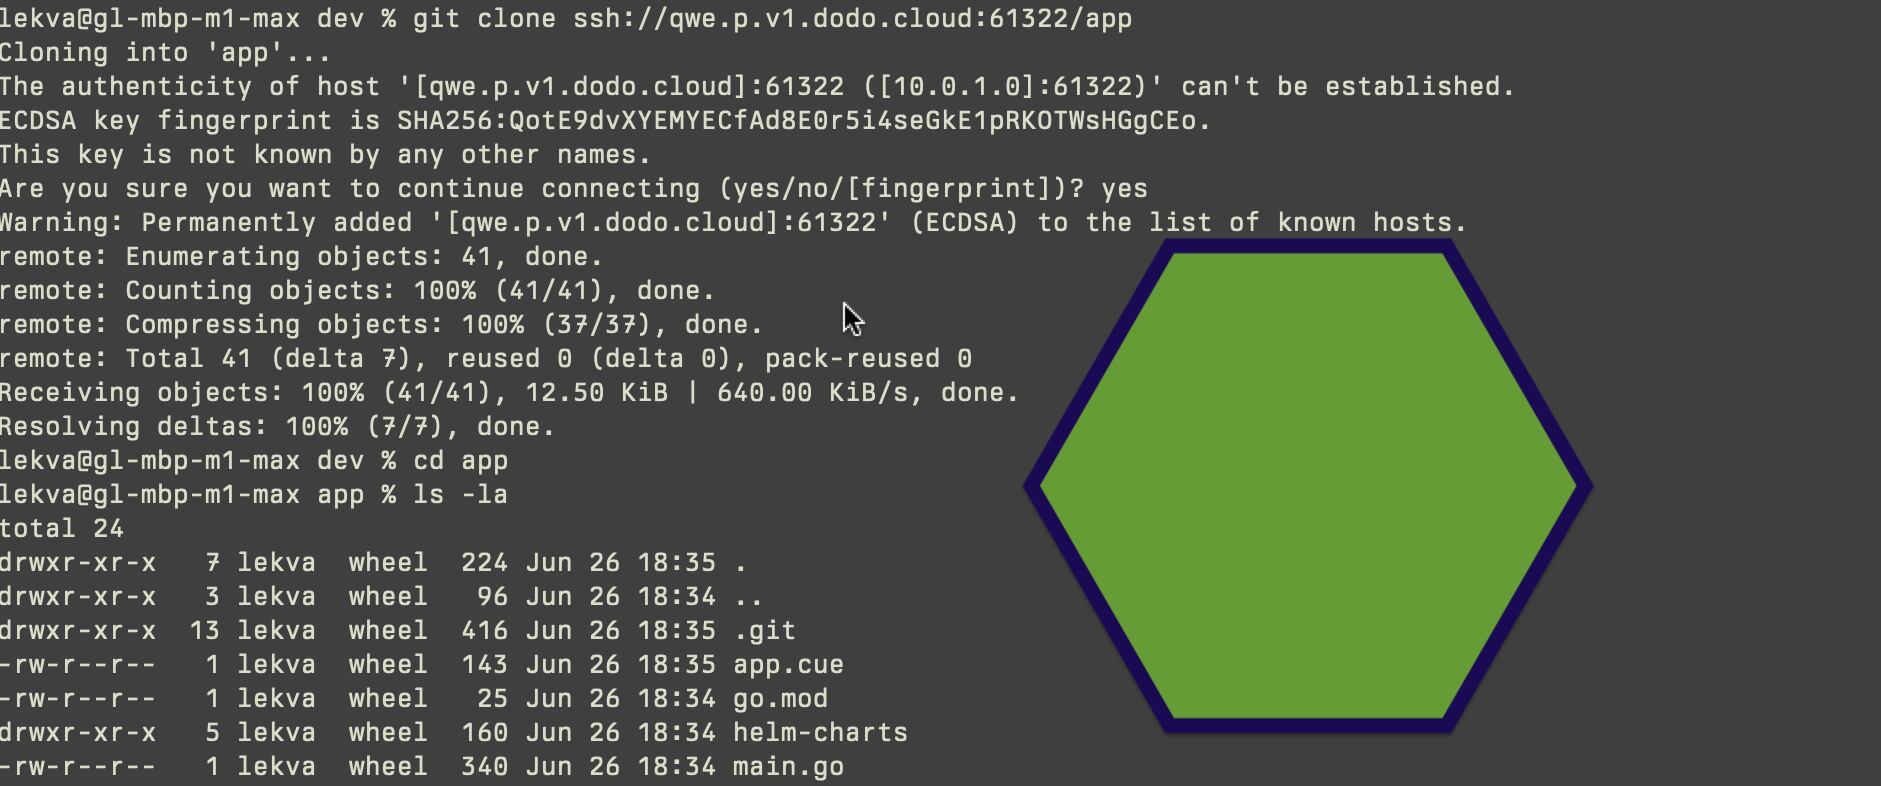 lekva@gl-mbp-m1-max dev % git clone ssh://qwe.p.v1.dodo.cloud:61322/app
Cloning into 'app'...
The authenticity of host '[qwe.p.v1.dodo.cloud]:61322 ([10.0.1.0]:61322)' can't be established.
ECDSA key fingerprint is SHA256:QotE9dvXYEMYECfAd8E0r5i4seGkE1pRKOTWsHGgCEo.
This key is not known by any other names.
Are you sure you want to continue connecting (yes/no/[fingerprint])? yes
Warning: Permanently added '[qwe.p.v1.dodo.cloud]:61322' (ECDSA) to the list of known hosts.
remote: Enumerating objects: 41, done.
remote: Counting objects: 100% (41/41), done.
remote: Compressing objects: 100% (37/37), done.
remote: Total 41 (delta 7), reused 0 (delta 0), pack-reused 0
Receiving objects: 100% (41/41), 12.50 KiB | 640.00 KiB/s, done.
Resolving deltas: 100% (7/7), done.
lekva@gl-mbp-m1-max dev % cd app
lekva@gl-mbp-m1-max app % ls -la
total 24
drwxr-xr-x   7 lekva  wheel  224 Jun 26 18:35 .
drwxr-xr-x   3 lekva  wheel   96 Jun 26 18:34 ..
drwxr-xr-x  13 lekva  wheel  416 Jun 26 18:35 .git
-rw-r--r--   1 lekva  wheel  143 Jun 26 18:35 app.cue
-rw-r--r--   1 lekva  wheel   25 Jun 26 18:34 go.mod
drwxr-xr-x   5 lekva  wheel  160 Jun 26 18:34 helm-charts
-rw-r--r--   1 lekva  wheel  340 Jun 26 18:34 main.go